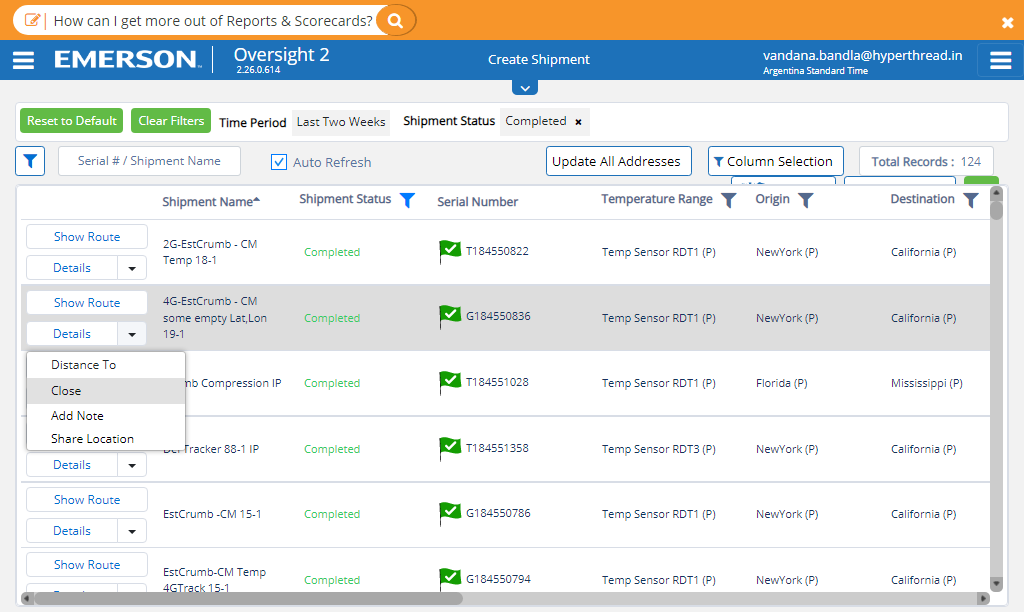 How can I get more out of Reports & Scorecards?
EMERSON
Oversight 2
2.26.0.614
Create Shipment
vandana.bandla@hyperthread.in
Argentina Standard Time
Reset to Default
Clear Filters
Time Period
Last Two Weeks
Shipment Status
Completed ×
Serial # / Shipment Name
Auto Refresh
Update All Addresses
Column Selection
Total Records : 124
Shipment Name
Shipment Status
Serial Number
Temperature Range
Origin
Destination
Show Route
Details
2G-EstCrumb - CM
Temp 18-1
Completed
T184550822
Temp Sensor RDT1 (P)
NewYork (P)
California (P)
Show Route
Details
4G-EstCrumb - CM
some empty Lat,Lon
19-1
Completed
G184550836
Temp Sensor RDT1 (P)
NewYork (P)
California (P)
Distance To
Close
Add Note
Share Location
Compression IP
Completed
T184551028
Temp Sensor RDT1 (P)
Florida (P)
Mississippi (P)
Details
Tracker 88-1 IP
Completed
T184551358
Temp Sensor RDT3 (P)
NewYork (P)
California (P)
Show Route
Details
EstCrumb -CM 15-1
Completed
G184550786
Temp Sensor RDT1 (P)
NewYork (P)
California (P)
Show Route
EstCrumb-CM Temp
4GTrack 15-1
Completed
G184550794
Temp Sensor RDT1 (P)
NewYork (P)
California (P)